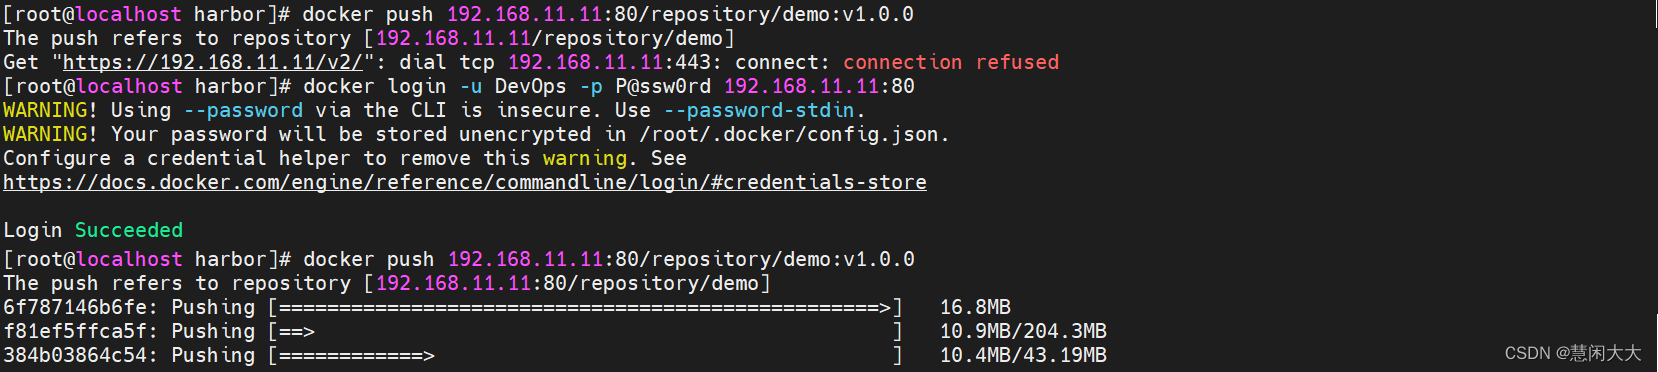 [root@localhost harbor]# docker push 192.168.11.11:80/repository/demo:v1.0.0
The push refers to repository [192.168.11.11/repository/demo]
Get "https://192.168.11.11/v2/": dial tcp 192.168.11.11:443: connect: connection refused
[root@localhost harbor]# docker login -u DevOps -p P@ssw0rd 192.168.11.11:80
WARNING! Using --password via the CLI is insecure. Use --password-stdin.
WARNING! Your password will be stored unencrypted in /root/.docker/config.json.
Configure a credential helper to remove this warning. See
https://docs.docker.com/engine/reference/commandline/login/#credentials-store
Login Succeeded
[root@localhost harbor]# docker push 192.168.11.11:80/repository/demo:v1.0.0
The push refers to repository [192.168.11.11:80/repository/demo]
6f787146b6fe: Pushing [==================================================>]   16.8MB
f81ef5ffca5f: Pushing [==>                                                ]   10.9MB/204.3MB
384b03864c54: Pushing [============>                                      ]   10.4MB/43.19MB
CSDN @慧闲大大